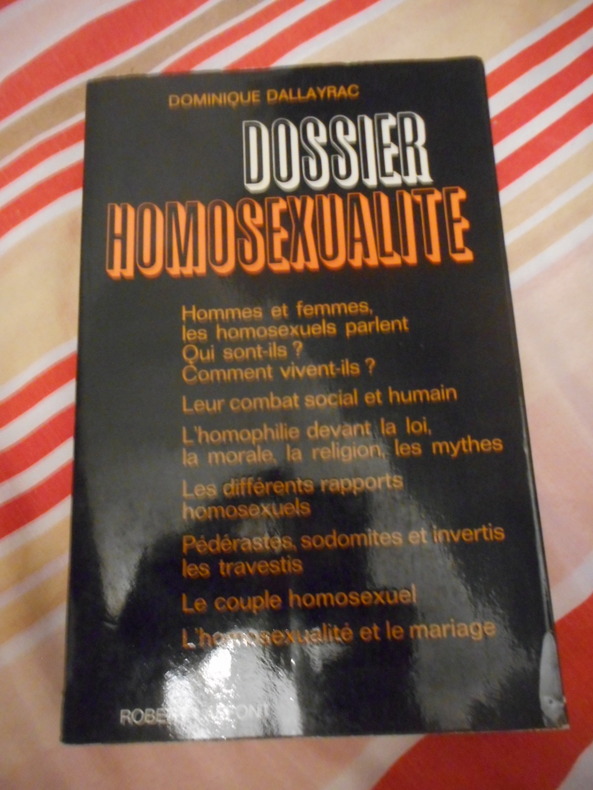 DOMINIQUE DALLAYRAC
DOSSIER
HOMOSEXUALITE
Hommes et femmes,
les homosexuels parlent
Qui sont-ils ?
Comment vivent-ils ?
Leur combat social et humain
L'homophilie devant la loi,
la morale, la religion, les mythes
Les différents rapports
homosexuels
Pédérastes, sodomites et invertis
les travestis
Le couple homosexuel
L'homosexualité et le mariage
ROBERT LAFFONT